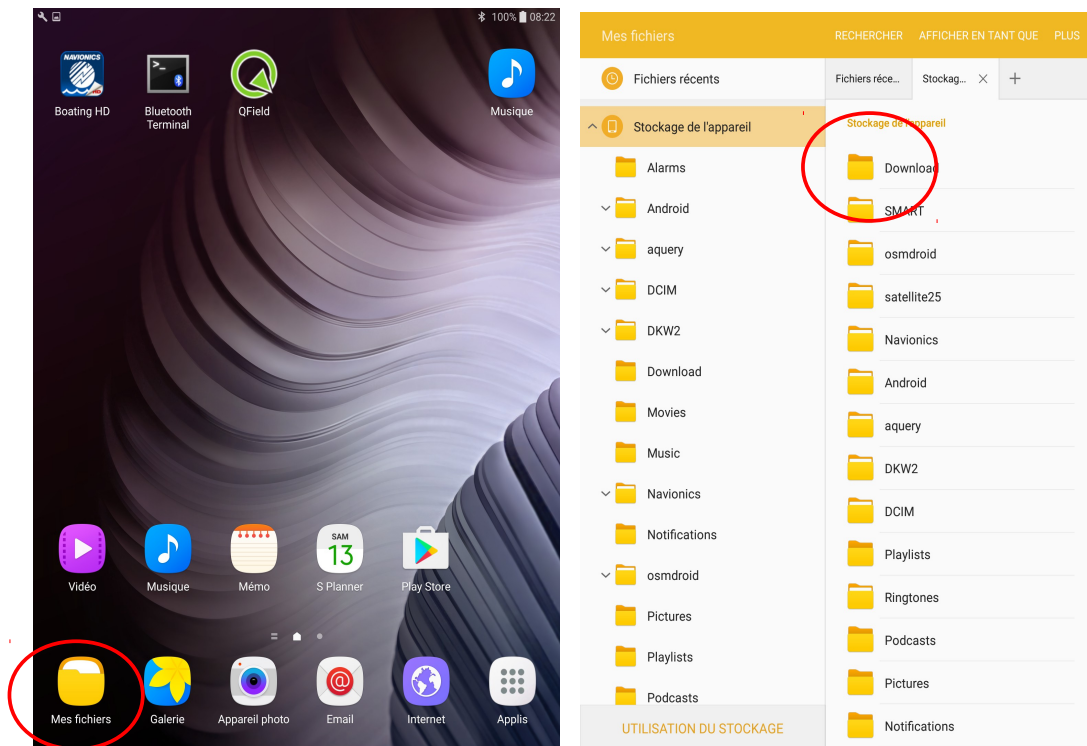 100% 08:22
NAVIONICS
HD
>_
Boating HD
Bluetooth
Terminal
QField
Musique
SAM
13
Vidéo
Musique
Mémo
S Planner
Play Store
@
Mes fichiers
Galerie
Appareil photo
Email
Internet
Applis
Mes fichiers
RECHERCHER
AFFICHER EN TANT QUE
PLUS
Fichiers récents
Stockage de l'appareil
Alarms
Android
aquery
DCIM
DKW2
Download
Movies
Music
Navionics
Notifications
osmdroid
Pictures
Playlists
Podcasts
UTILISATION DU STOCKAGE
Fichiers réce...
Stockag...
Stockage de l'appareil
Download
SMART
osmdroid
satellite25
Navionics
Android
aquery
DKW2
DCIM
Playlists
Ringtones
Podcasts
Pictures
Notifications